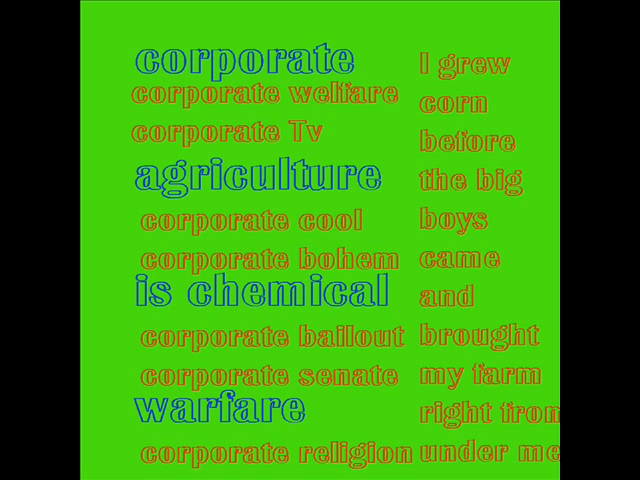 corporate
corporate welfare
corporate Tv
agriculture
corporate cool
corporate bohem
is chemical
corporate bailout
corporate senate
warfare
corporate religion
I grew
corn
before
the big
boys
came
and
brought
my farm
right from
under me